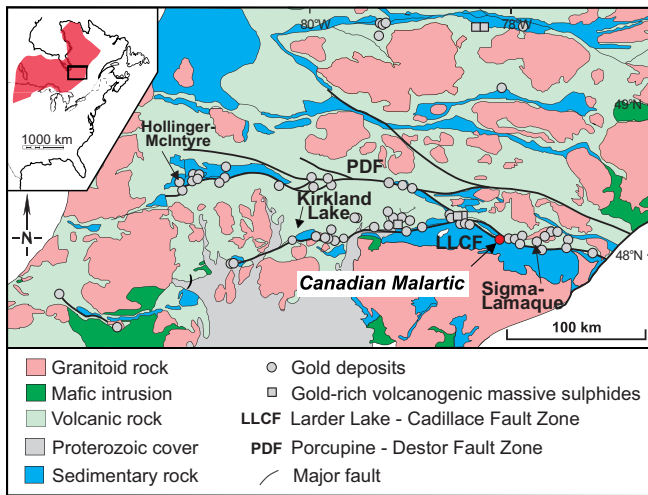 80°W
78°W
49°N
1000 km
Hollinger-
McIntyre
PDF
Kirkland
Lake
N
LLCF
48°N
Canadian Malartic
Sigma-
Lamaque
100 km
Granitoid rock
Mafic intrusion
Volcanic rock
Proterozoic cover
Sedimentary rock
Gold deposits
Gold-rich volcanogenic massive sulphides
LLCF Larder Lake - Cadillace Fault Zone
PDF Porcupine - Destor Fault Zone
Major fault